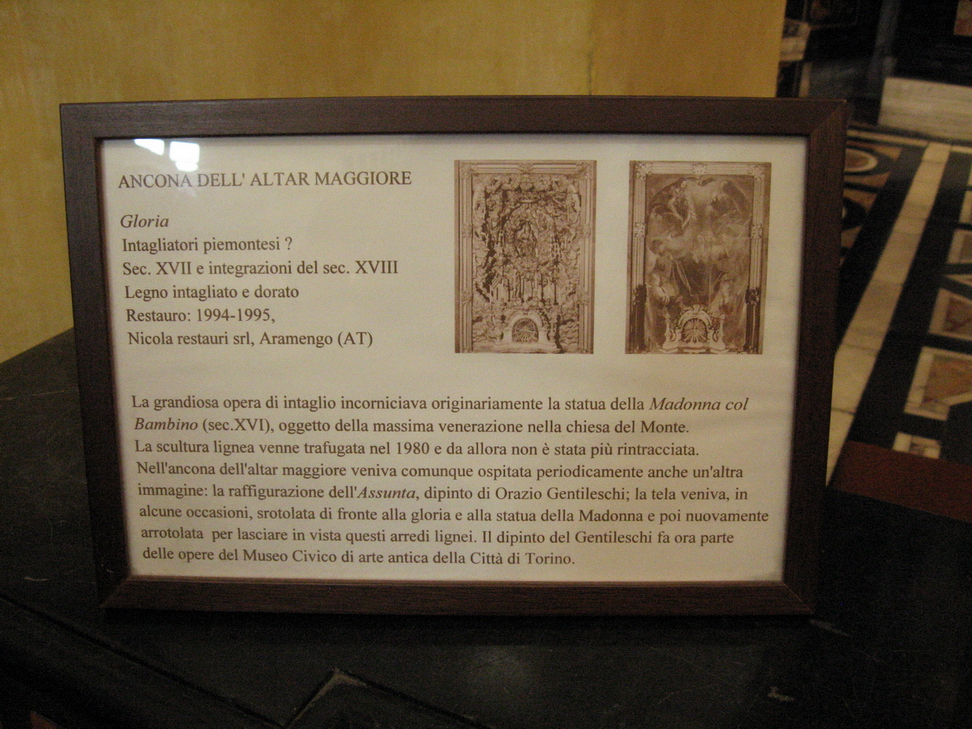 ANCONA DELL' ALTAR MAGGIORE
Gloria
Intagliatori piemontesi ?
Sec. XVII e integrazioni del sec. XVIII
Legno intagliato e dorato
Restauro: 1994-1995,
Nicola restauri srl, Aramengo (AT)
La grandiosa opera di intaglio incorniciava originariamente la statua della Madonna col
Bambino (sec.XVI), oggetto della massima venerazione nella chiesa del Monte.
La scultura lignea venne trafugata nel 1980 e da allora non è stata più rintracciata.
Nell'ancona dell'altar maggiore veniva comunque ospitata periodicamente anche un'altra
immagine: la raffigurazione dell'Assunta, dipinto di Orazio Gentileschi; la tela veniva, in
alcune occasioni, srotolata di fronte alla gloria e alla statua della Madonna e poi nuovamente
arrotolata per lasciare in vista questi arredi lignei. Il dipinto del Gentileschi fa ora parte
delle opere del Museo Civico di arte antica della Città di Torino.